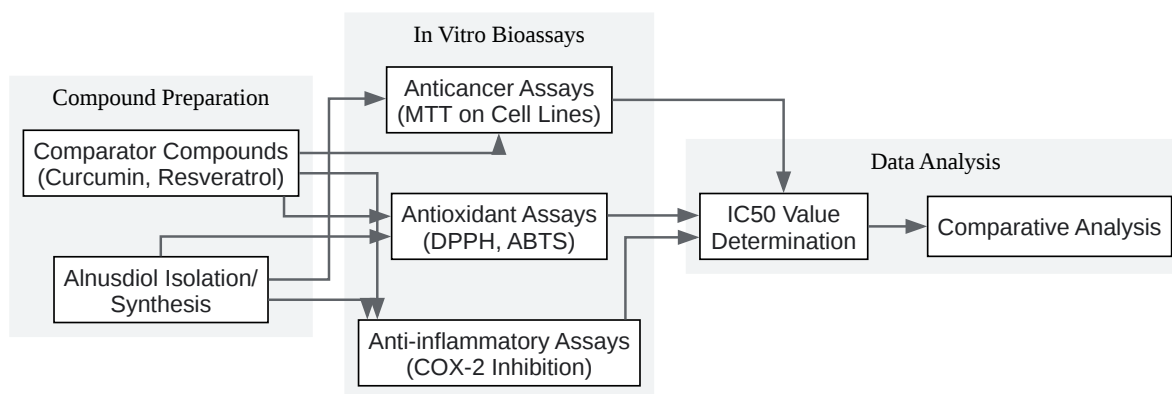 Compound Preparation
Comparator Compounds
(Curcumin, Resveratrol)
Alnusdiol Isolation/
Synthesis
In Vitro Bioassays
Anticancer Assays
(MTT on Cell Lines)
Antioxidant Assays
(DPPH, ABTS)
Anti-inflammatory Assays
(COX-2 Inhibition)
Data Analysis
IC50 Value
Determination
Comparative Analysis